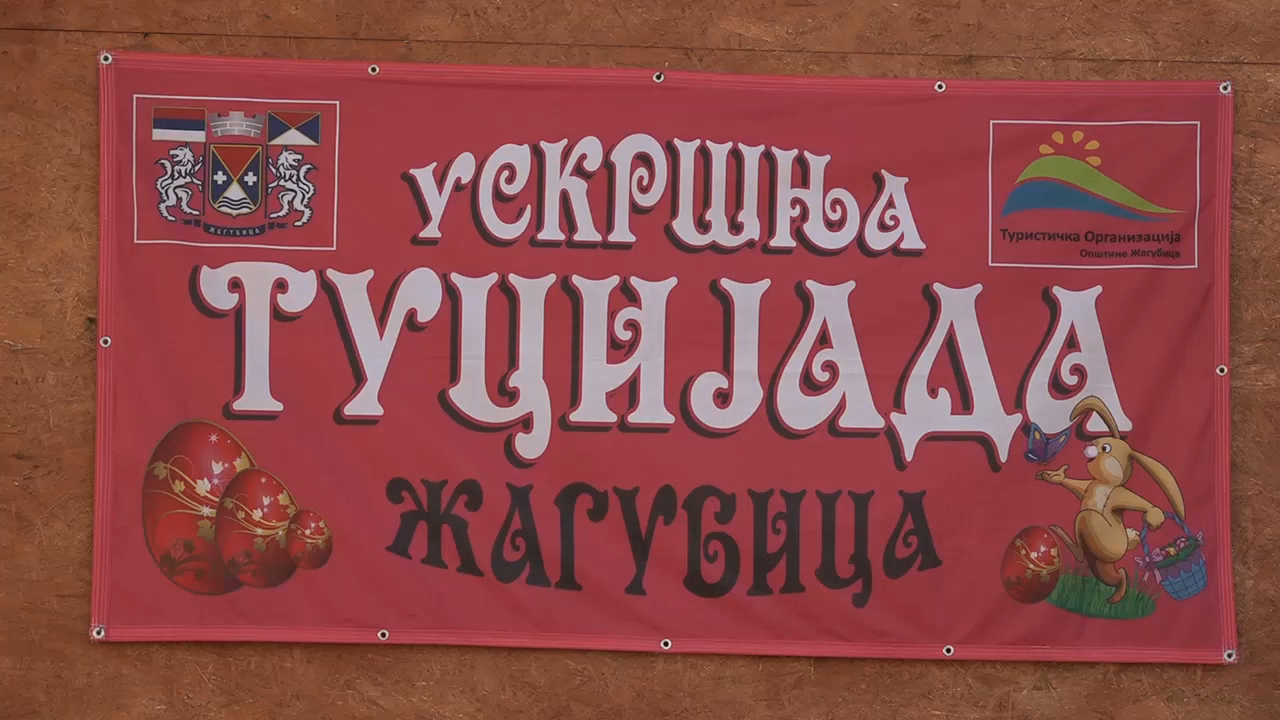 ЖАГУБИЦА
УСКРШЊА
ТУЦИЈАДА
ЖАГУБИЦА
Туристичка Организација
Општине Жагубица